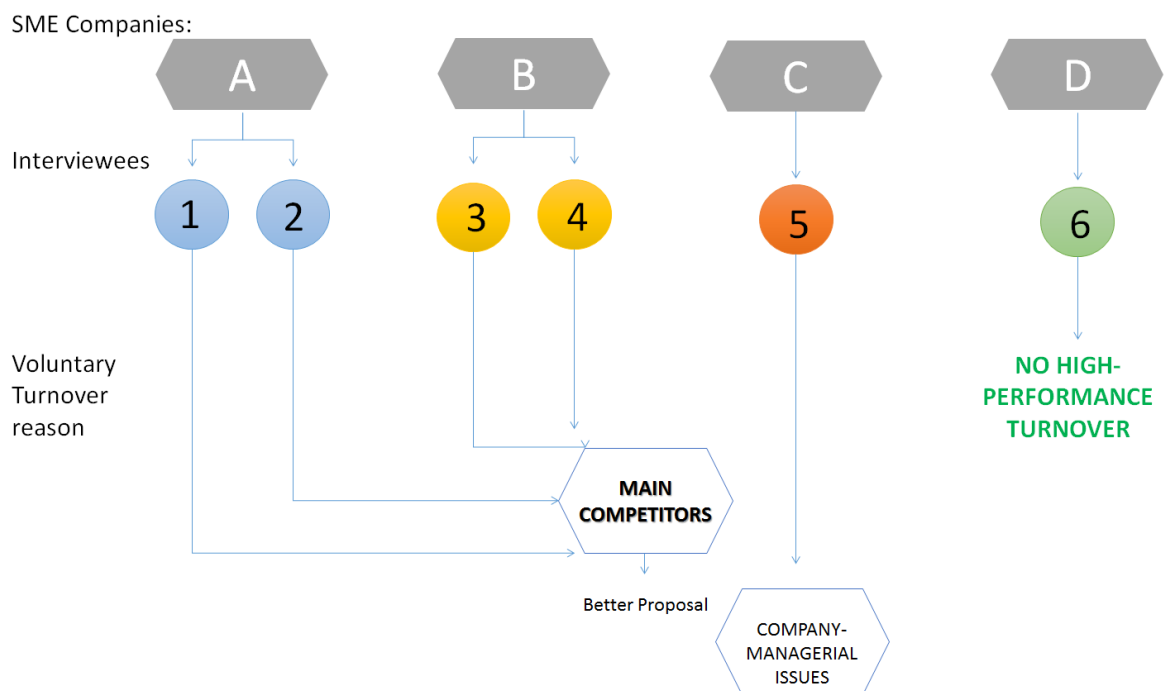 SME Companies:
A
B
C
D
Interviewees
1
2
3
4
5
6
Voluntary
Turnover
reason
NO HIGH-
PERFORMANCE
TURNOVER
MAIN
COMPETITORS
Better Proposal
COMPANY-
MANAGERIAL
ISSUES